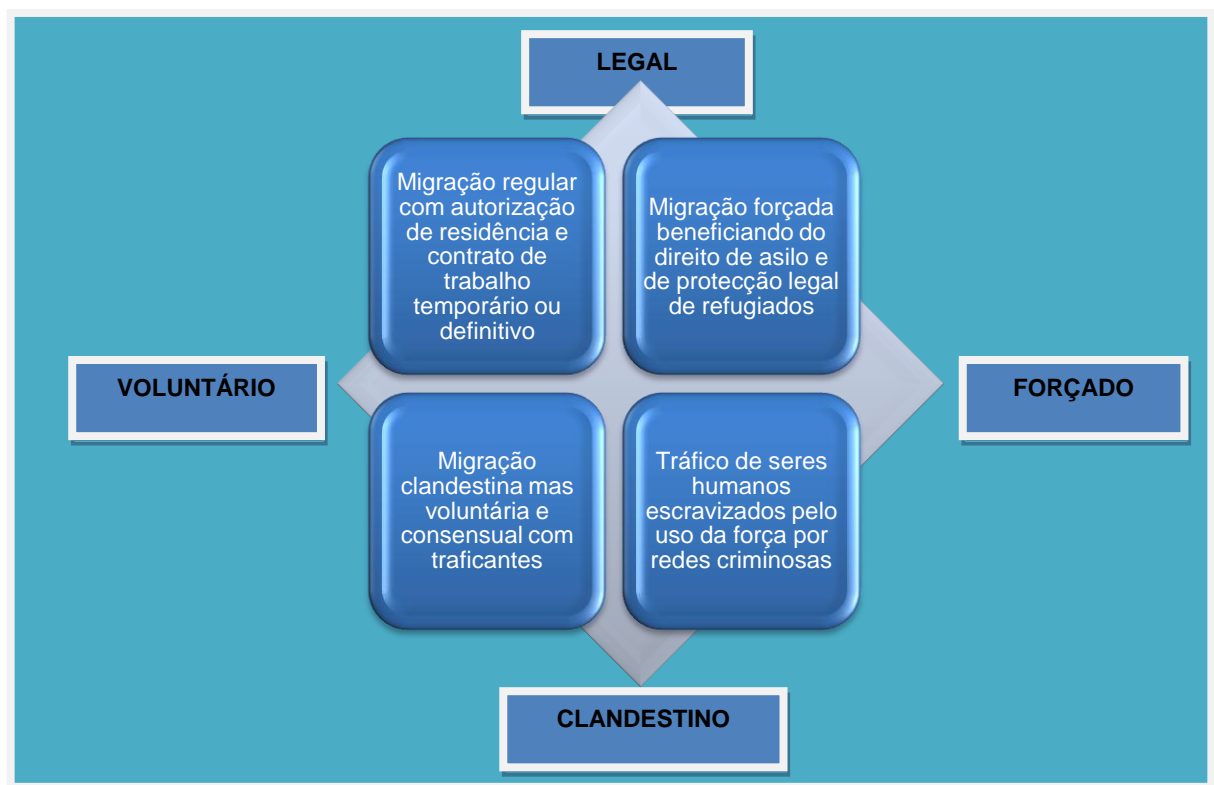 LEGAL
Migração regular
com autorização
de residência e
contrato de
trabalho
temporário ou
definitivo
Migração forçada
beneficiando do
direito de asilo e
de protecção legal
de refugiados
VOLUNTÁRIO
FORÇADO
Migração
clandestina mas
voluntária e
consensual com
traficantes
Tráfico de seres
humanos
escravizados pelo
uso da força por
redes criminosas
CLANDESTINO